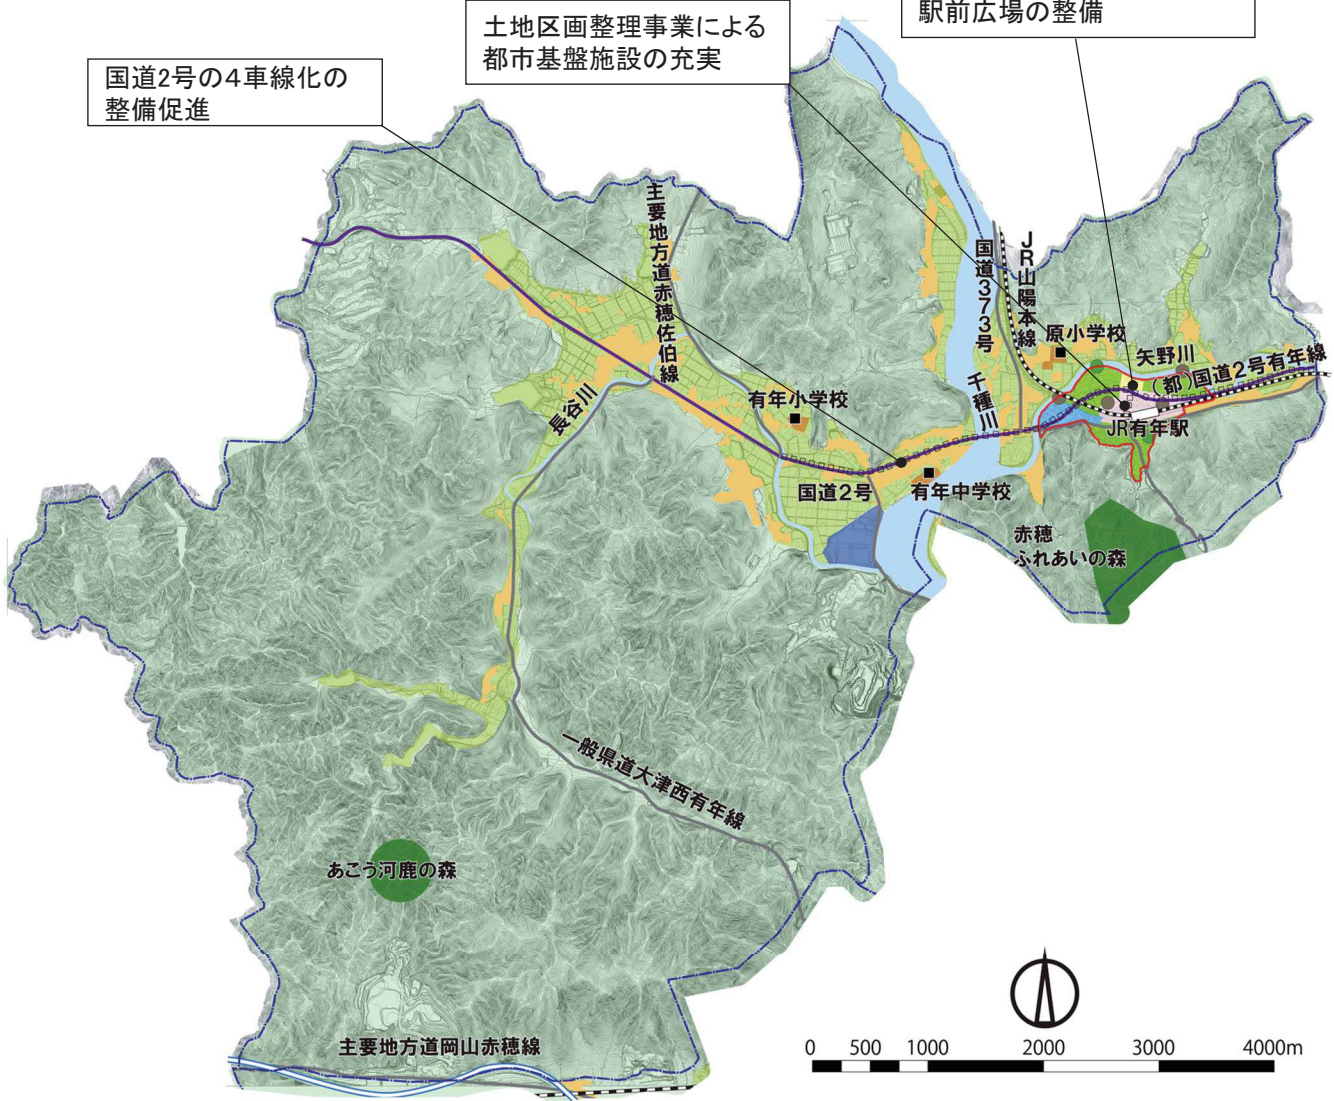 駅前広場の整備
土地区画整理事業による
都市基盤施設の充実
国道2号の4車線化の
整備促進
主要地方道赤穂佐伯線
国道373号
JR山陽本線
原小学校
矢野川
(都)国道2号有年線
千種川
JR有年駅
有年小学校
長谷川
国道2号
有年中学校
赤穂
ふれあいの森
一般県道大津西有年線
あこう河鹿の森
主要地方道岡山赤穂線
0 500 1000 2000 3000 4000m